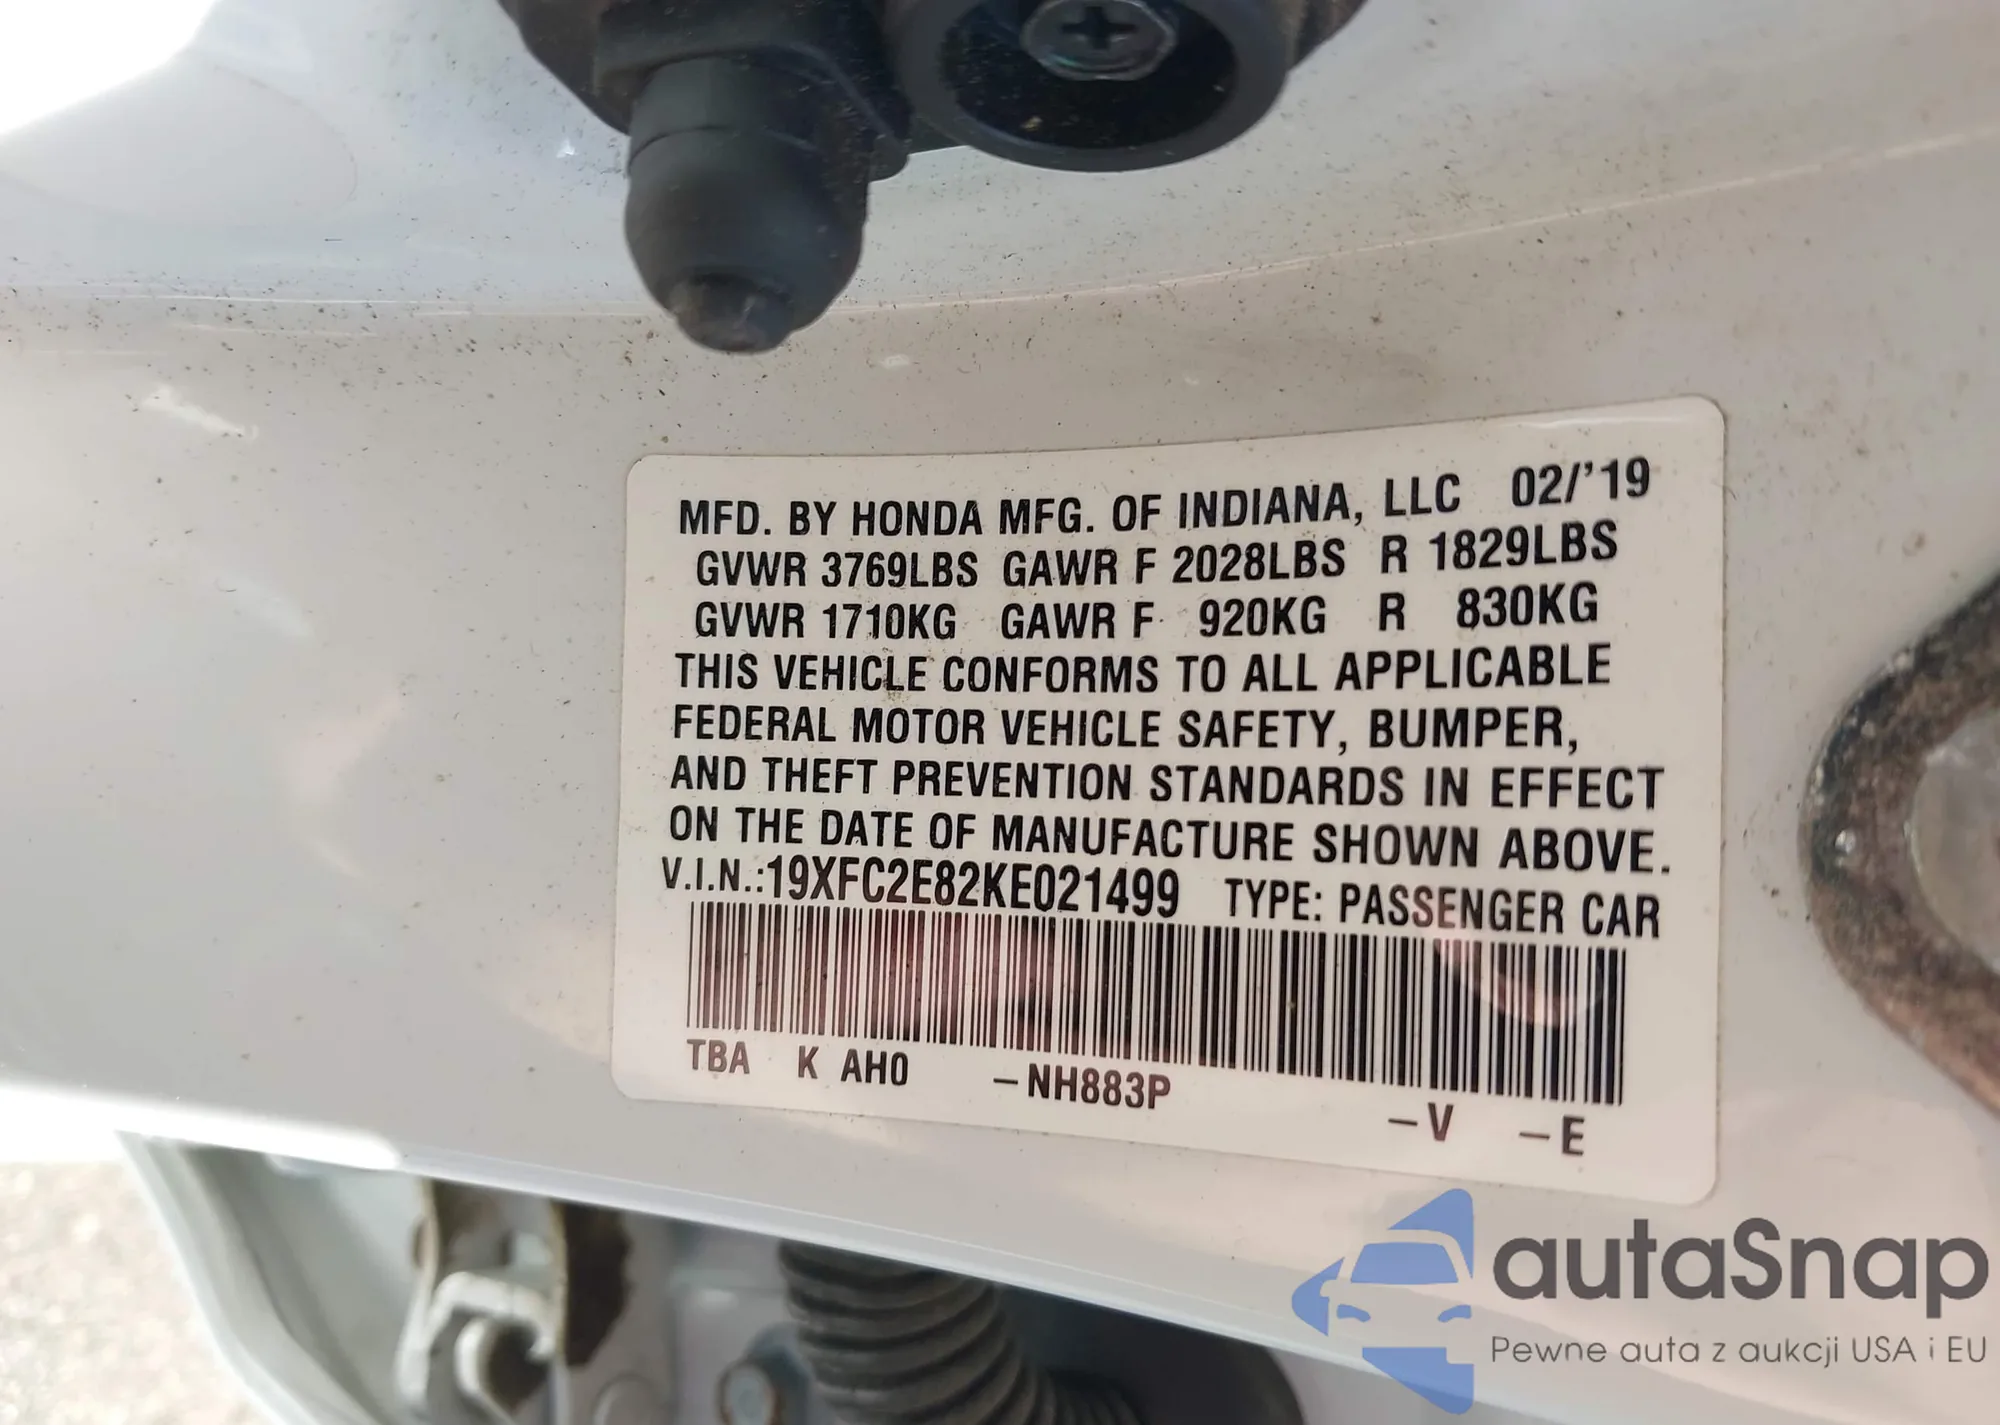 MFD. BY HONDA MFG. OF INDIANA, LLC 02/'19
GVWR 3769LBS GAWR F 2028LBS R 1829LBS
GVWR 1710KG GAWR F 920KG R 830KG
THIS VEHICLE CONFORMS TO ALL APPLICABLE
FEDERAL MOTOR VEHICLE SAFETY, BUMPER,
AND THEFT PREVENTION STANDARDS IN EFFECT
ON THE DATE OF MANUFACTURE SHOWN ABOVE.
V.I.N.:19XFC2E82KE021499 TYPE: PASSENGER CAR
TBA K AH0 –NH883P –V –E
autaSnap
Pewne auta z aukcji USA i EU